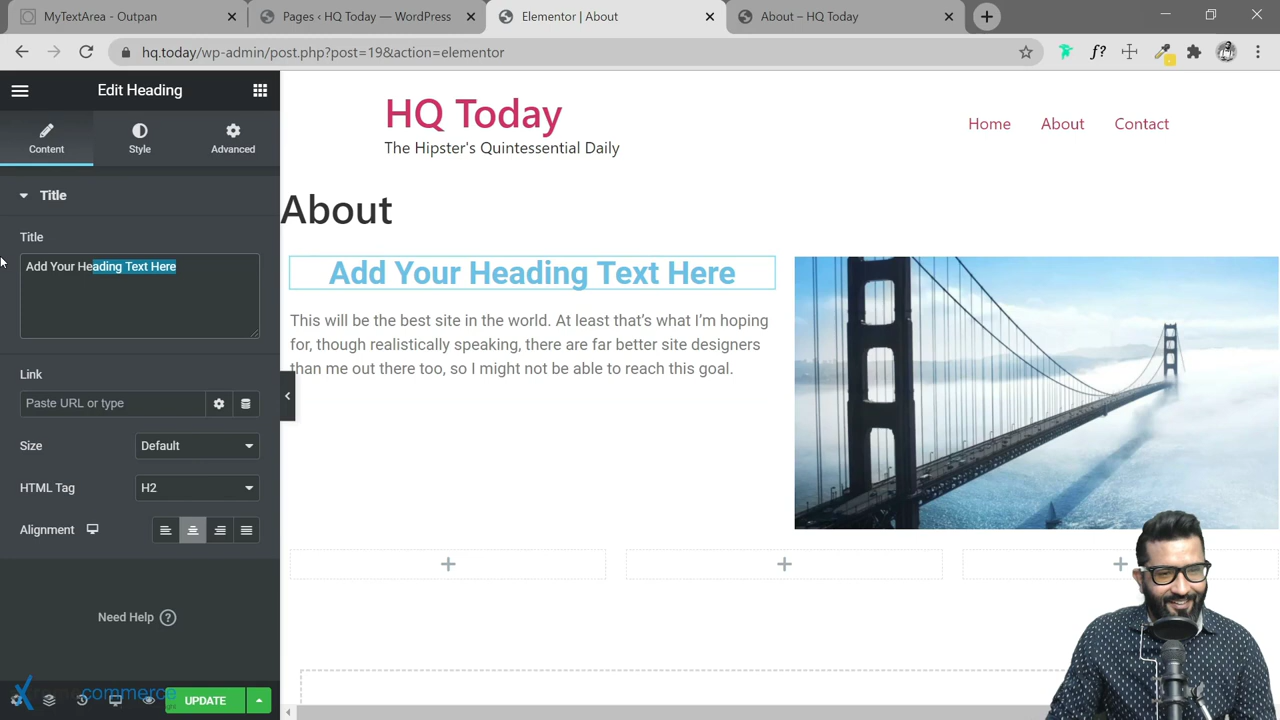 MyTextArea - Outpan
Pages ‹ HQ Today — WordPress
Elementor | About
About – HQ Today
hq.today/wp-admin/post.php?post=19&action=elementor
f?
Edit Heading
Content
Style
Advanced
Title
Title
Add Your Heading Text Here
Link
Paste URL or type
Size
Default
HTML Tag
H2
Alignment
Need Help
UPDATE
commerce
HQ Today
The Hipster's Quintessential Daily
Home
About
Contact
About
Add Your Heading Text Here
This will be the best site in the world. At least that's what I'm hoping
for, though realistically speaking, there are far better site designers
than me out there too, so I might not be able to reach this goal.